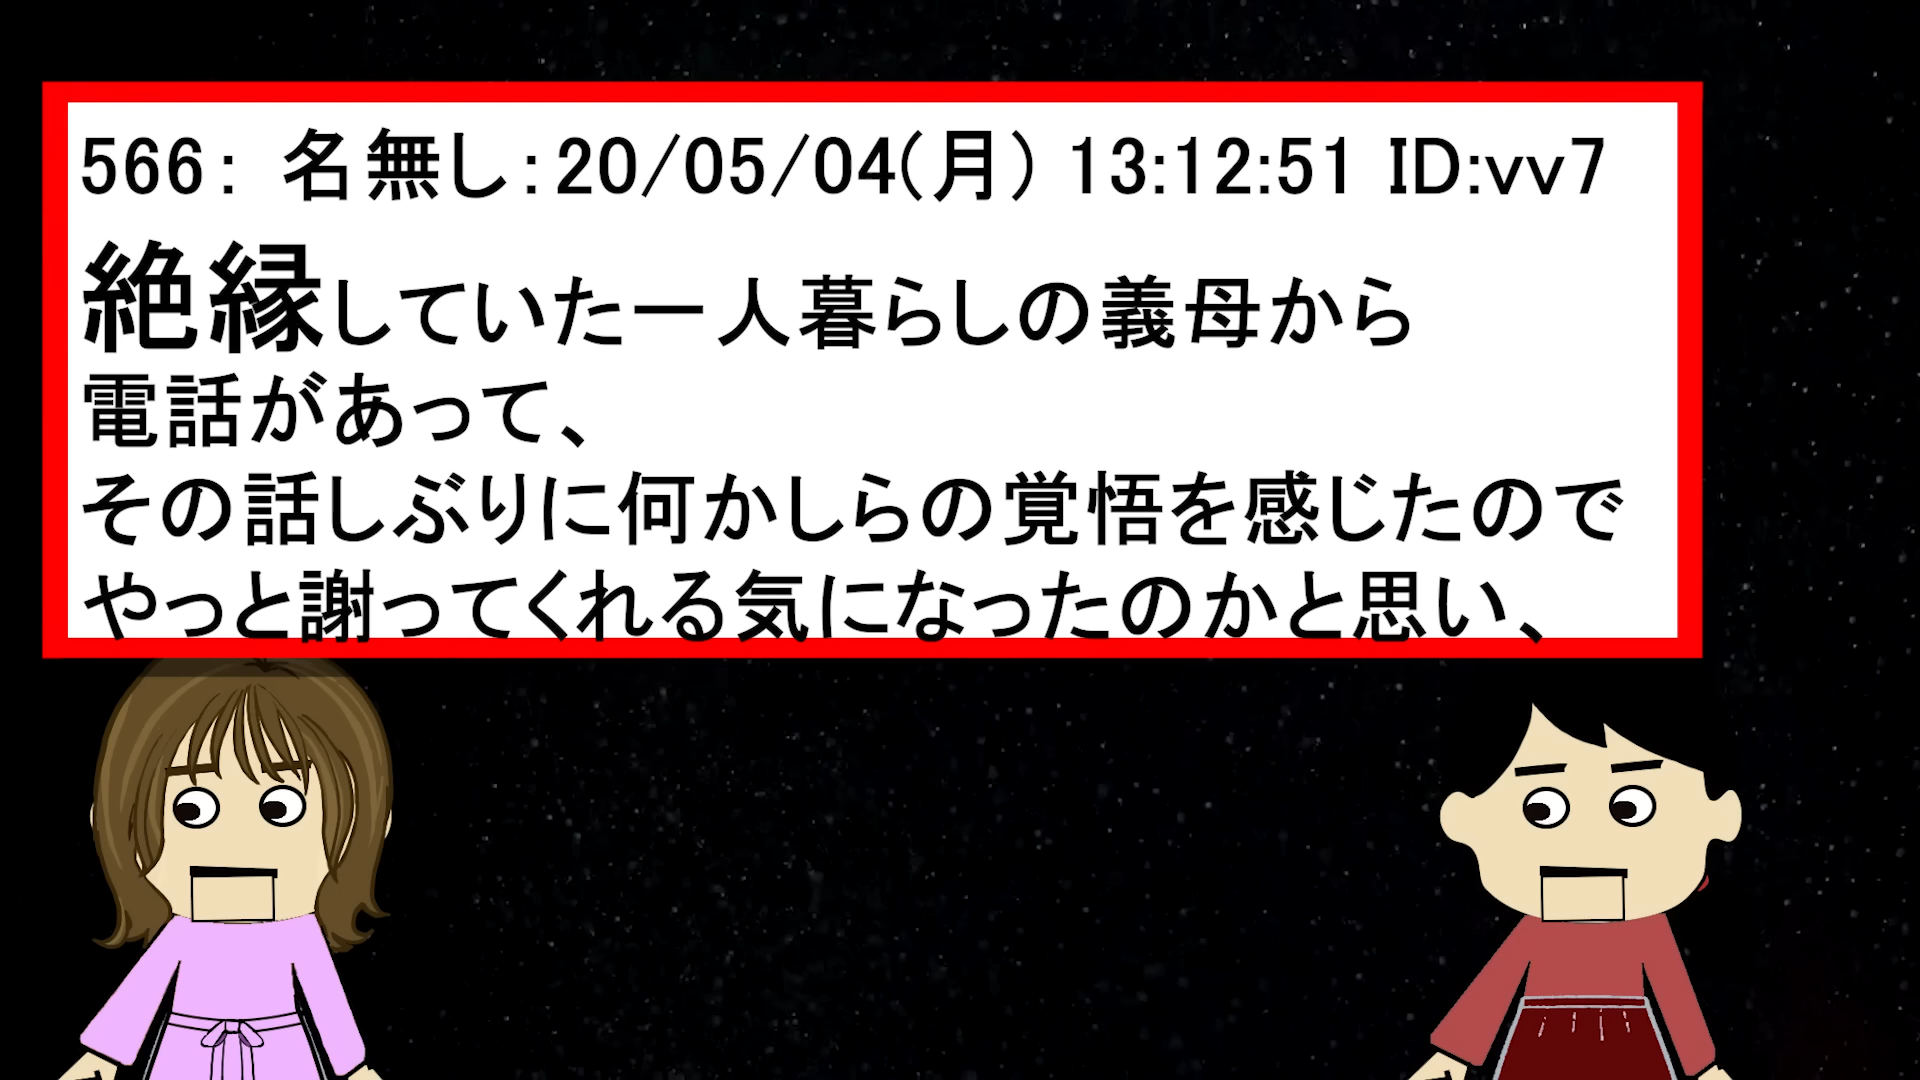 566: 名無し:20/05/04(月) 13:12:51 ID:vv7
絶縁していた一人暮らしの義母から
電話があって、
その話しぶりに何かしらの覚悟を感じたので
やっと謝ってくれる気になったのかと思い、